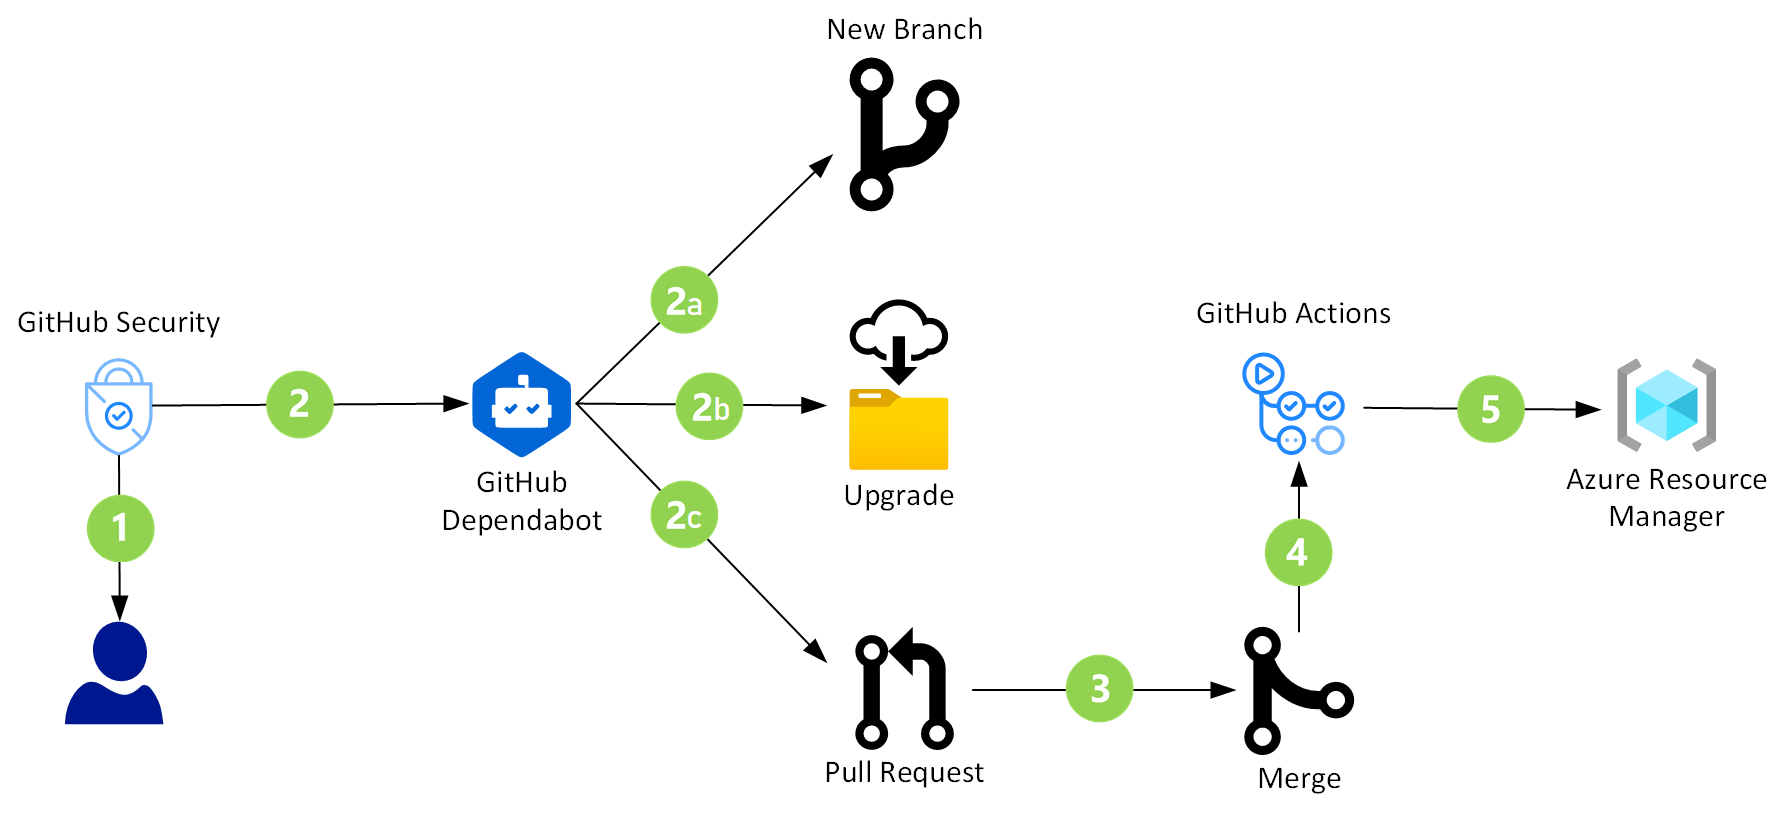 New Branch
2a
GitHub Security
GitHub Actions
2
2b
5
GitHub
Dependabot
Upgrade
Azure Resource
Manager
2c
1
4
3
Pull Request
Merge